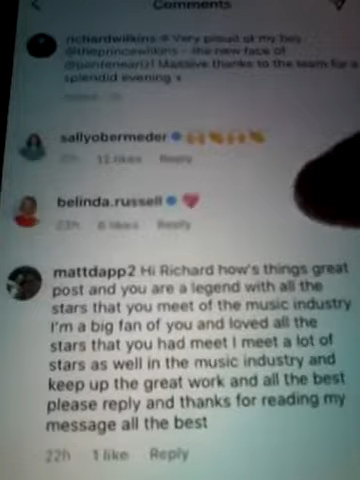 Comments
richardwilkins Very proud of my boy
@theprincewilkins - the new face of
@panteneanz! Massive thanks to the team for a
splendid evening x
sallyobermeder 🙌👏🙌👏
12 likes Reply
belinda.russell 💗
23h 6 likes Reply
mattdapp2 Hi Richard how's things great
post and you are a legend with all the
stars that you meet of the music industry
I'm a big fan of you and loved all the
stars that you had meet I meet a lot of
stars as well in the music industry and
keep up the great work and all the best
please reply and thanks for reading my
message all the best
22h 1 like Reply